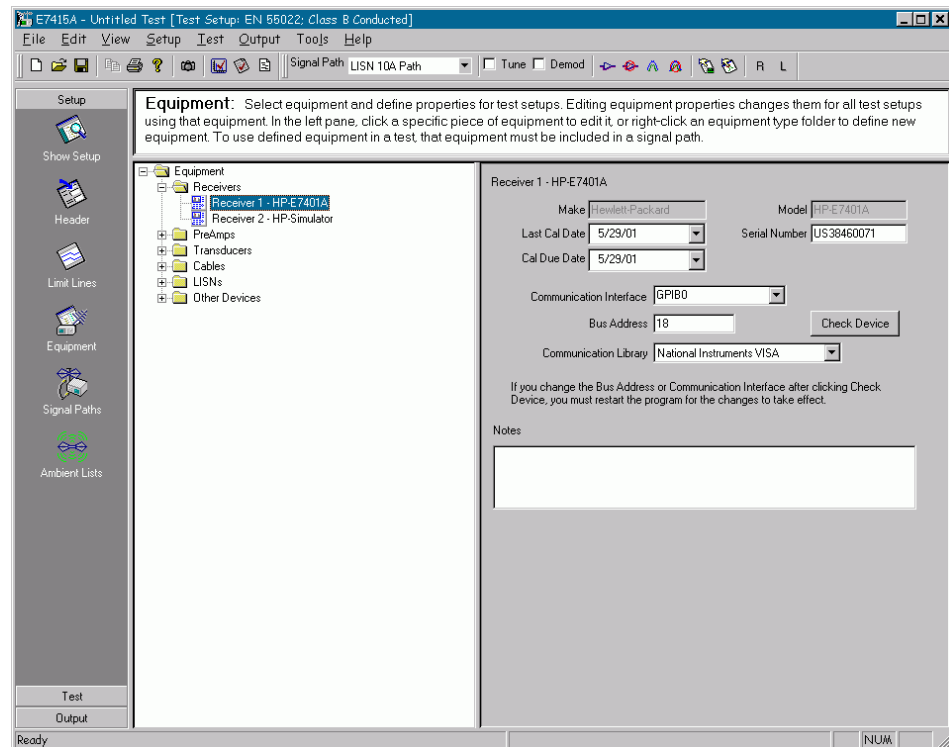 E7415A - Untitled Test [Test Setup: EN 55022; Class B Conducted]
File Edit View Setup Test Output Tools Help
Signal Path LISN 10A Path Tune Demod R L
Setup
Show Setup
Header
Limit Lines
Equipment
Signal Paths
Ambient Lists
Test
Output
Equipment: Select equipment and define properties for test setups. Editing equipment properties changes them for all test setups
using that equipment. In the left pane, click a specific piece of equipment to edit it, or right-click an equipment type folder to define new
equipment. To use defined equipment in a test, that equipment must be included in a signal path.
Equipment
Receivers
Receiver 1 - HP-E7401A
Receiver 2 - HP-Simulator
PreAmps
Transducers
Cables
LISNs
Other Devices
Receiver 1 - HP-E7401A
Make Hewlett-Packard Model HP-E7401A
Last Cal Date 5/29/01 Serial Number US38460071
Cal Due Date 5/29/01
Communication Interface GPIB0
Bus Address 18 Check Device
Communication Library National Instruments VISA
If you change the Bus Address or Communication Interface after clicking Check
Device, you must restart the program for the changes to take effect.
Notes
Ready NUM